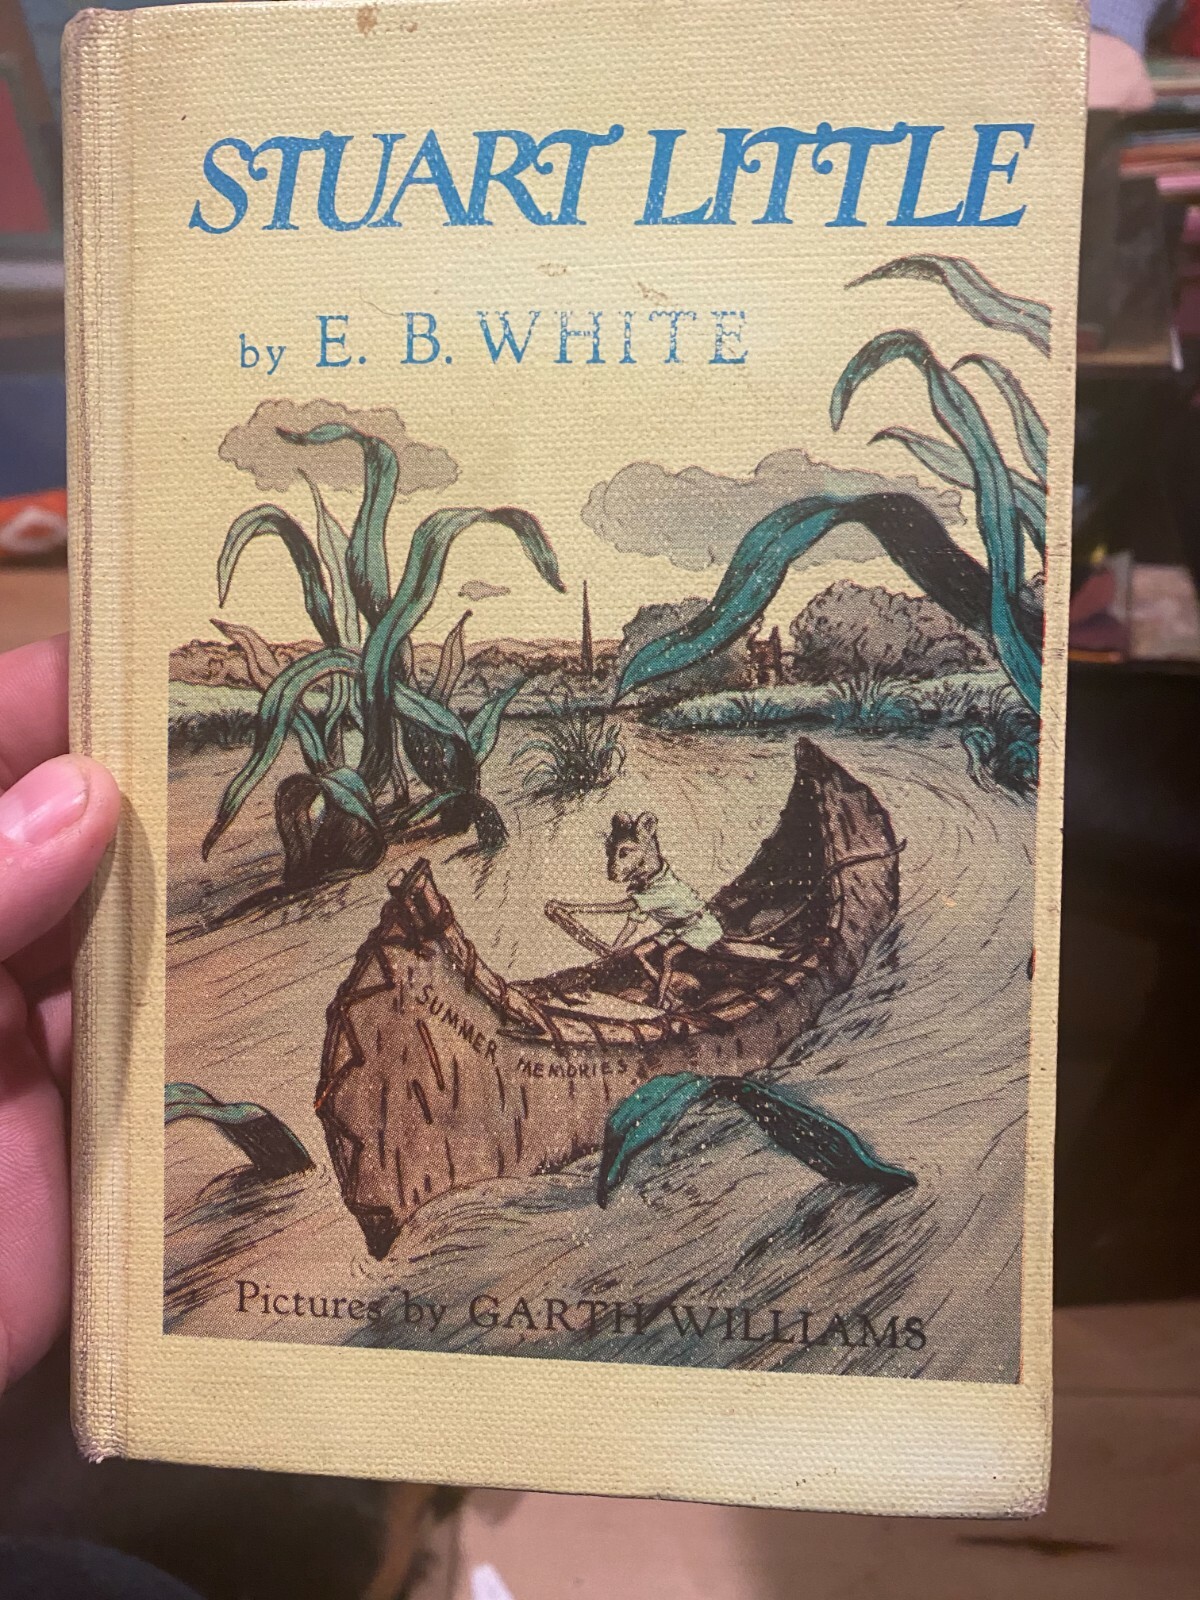 STUART LITTLE
by E. B. WHITE
SUMMER MEMORIES
Pictures by GARTH WILLIAMS